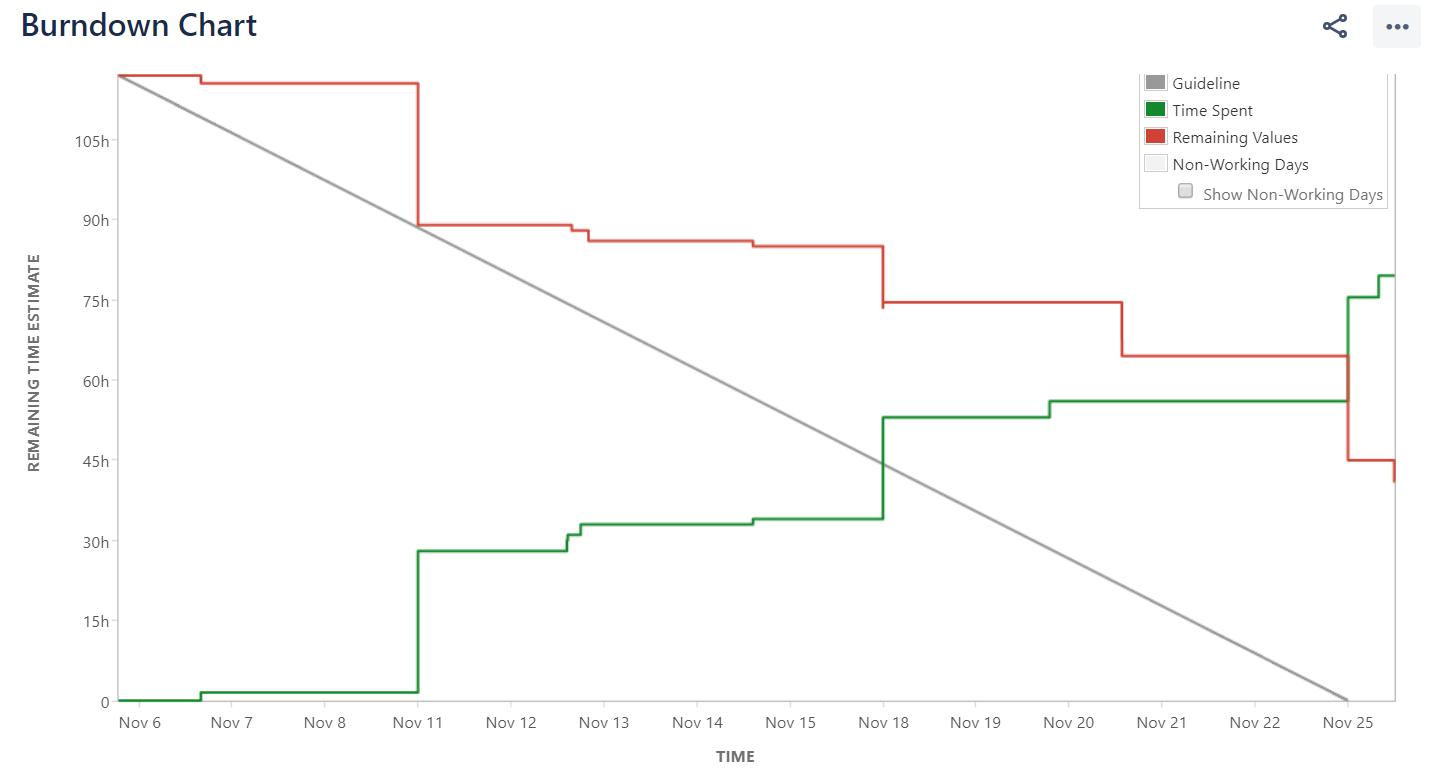 Burndown Chart
Guideline
Time Spent
Remaining Values
Non-Working Days
Show Non-Working Days
REMAINING TIME ESTIMATE
105h
90h
75h
60h
45h
30h
15h
0
Nov 6 Nov 7 Nov 8 Nov 11 Nov 12 Nov 13 Nov 14 Nov 15 Nov 18 Nov 19 Nov 20 Nov 21 Nov 22 Nov 25
TIME